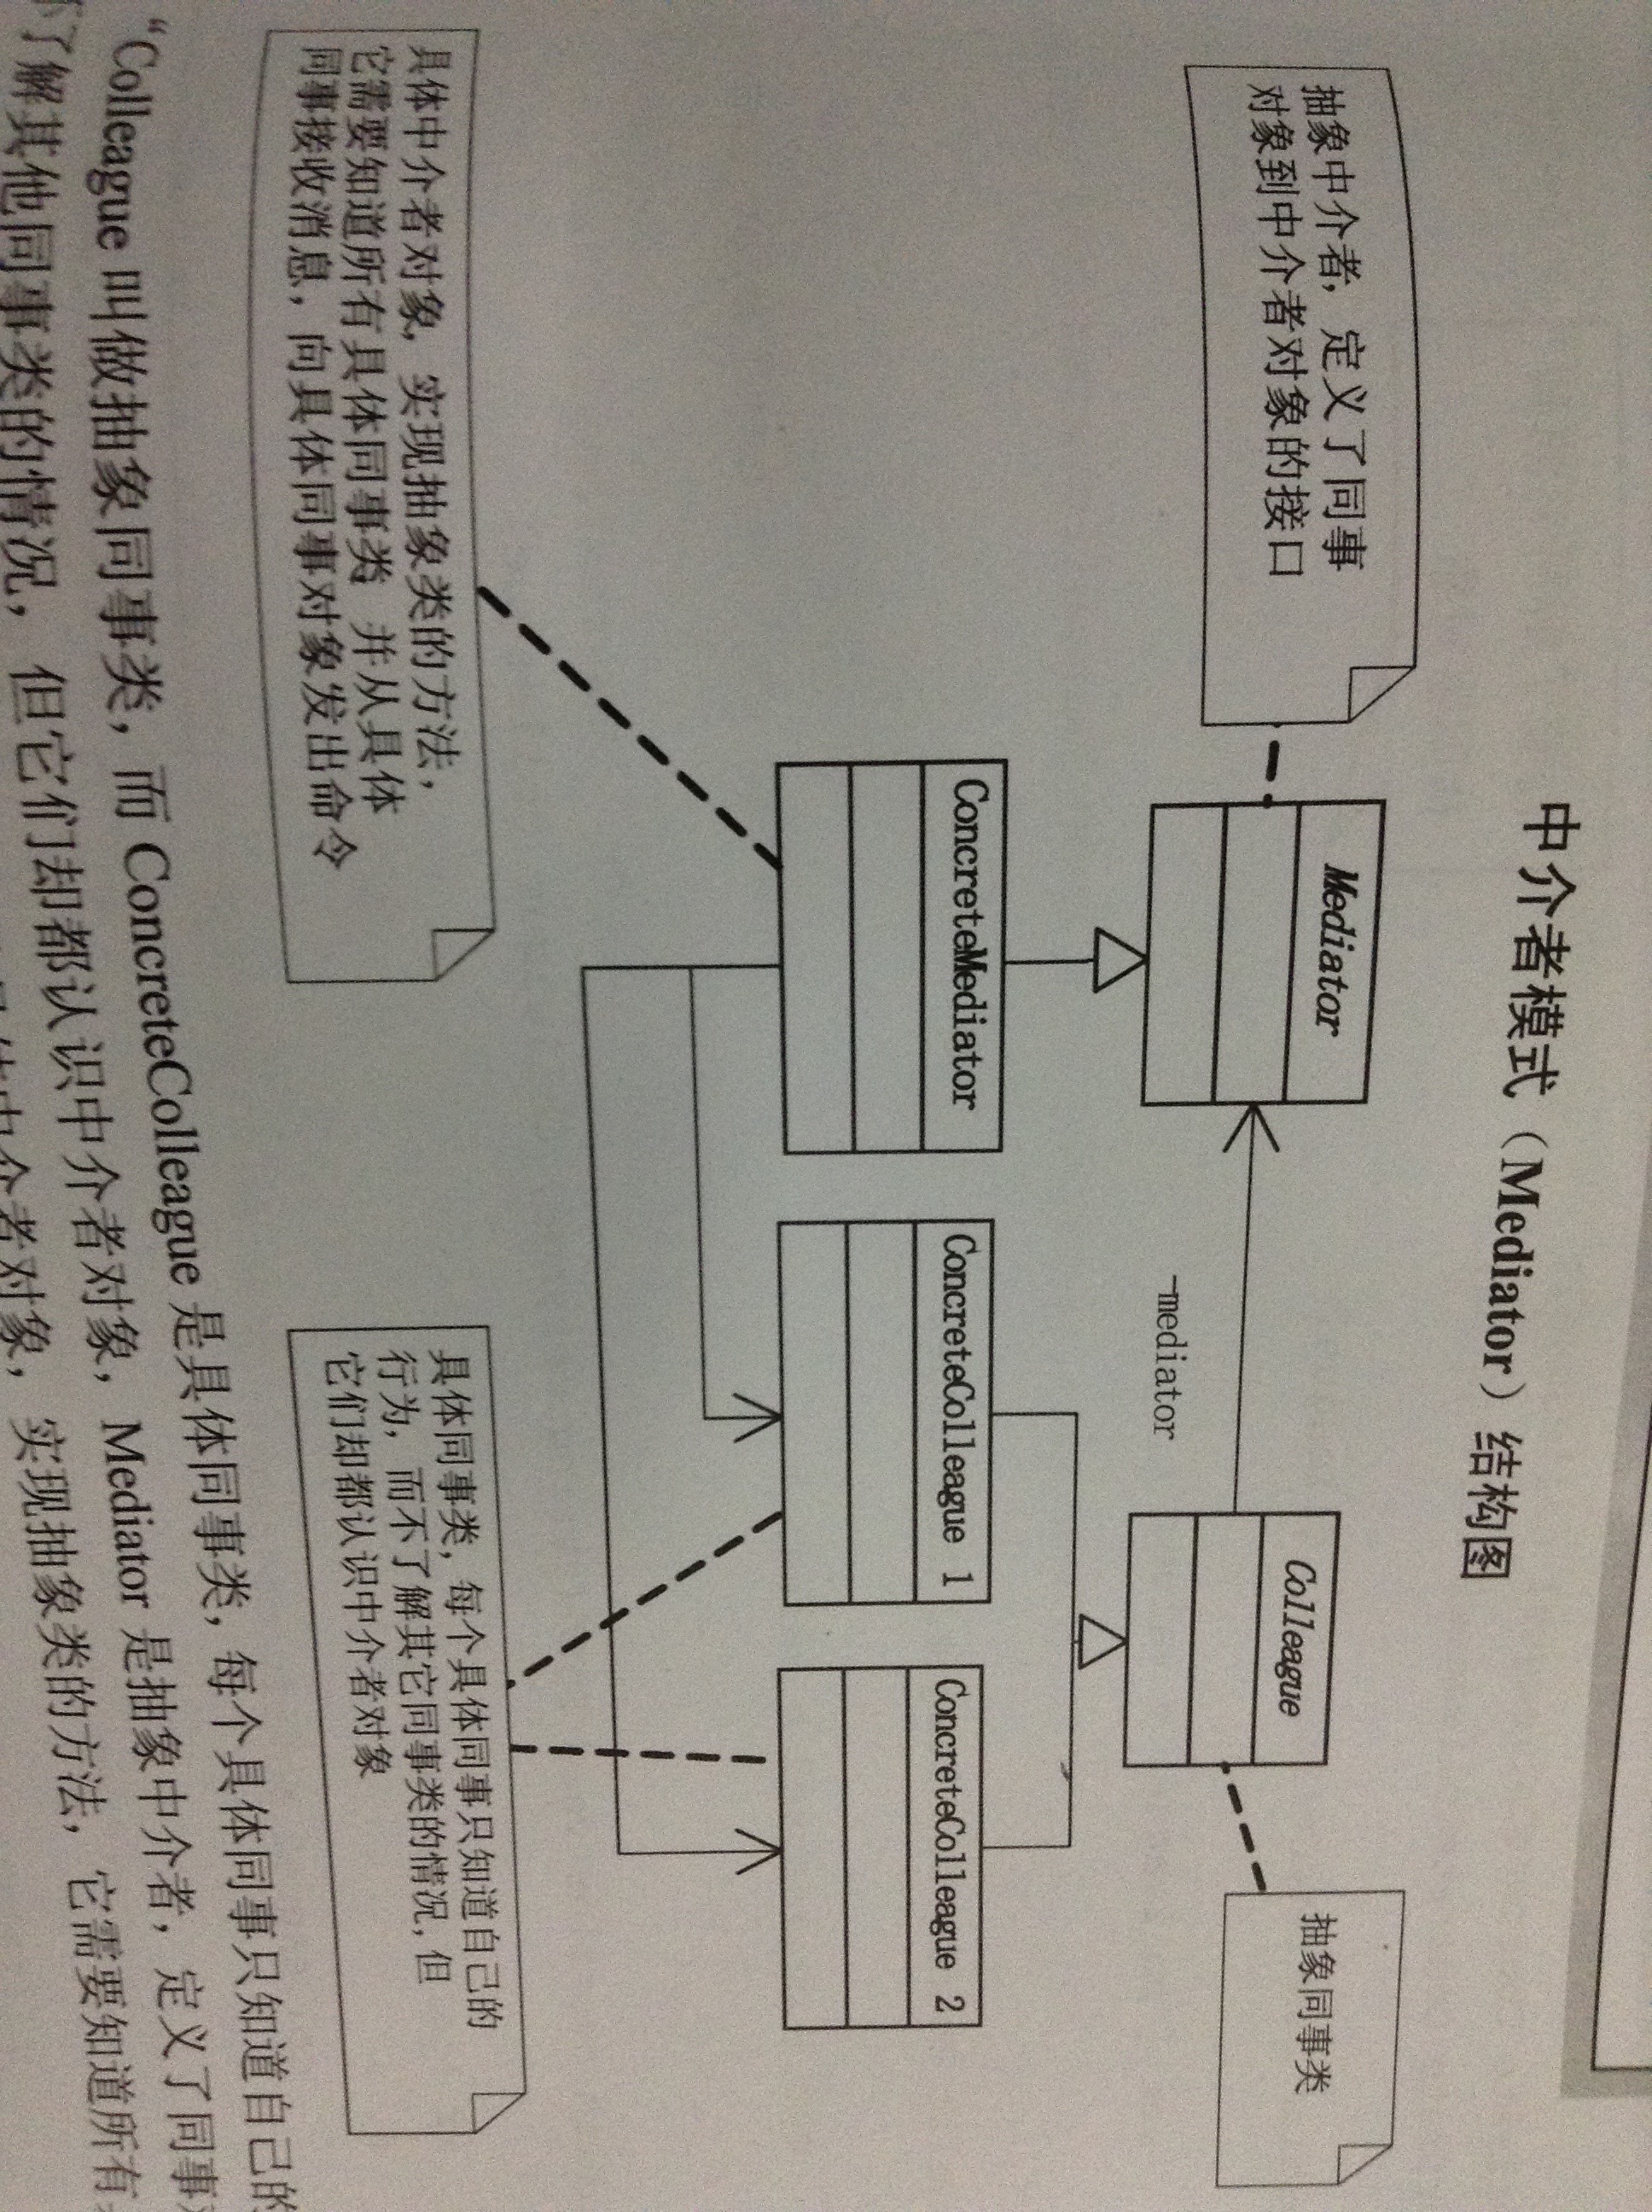 中介者模式（Mediator）结构图
抽象中介者，定义了同事
对象到中介者对象的接口
Mediator
-mediator
Colleague
抽象同事类
ConcreteMediator
ConcreteColleague 1
ConcreteColleague 2
具体中介者对象，实现抽象类的方法，
它需要知道所有具体同事类，并从具体
同事接收消息，向具体同事对象发出命令
具体同事类，每个具体同事只知道自己的
行为，而不了解其它同事类的情况，但
它们却都认识中介者对象
“Colleague 叫做抽象同事类，而 ConcreteColleague 是具体同事类，每个具体同事只知道自己的
了解其他同事类的情况，但它们却都认识中介者对象，Mediator 是抽象中介者，定义了同事
中介者对象，实现抽象类的方法，它需要知道所有